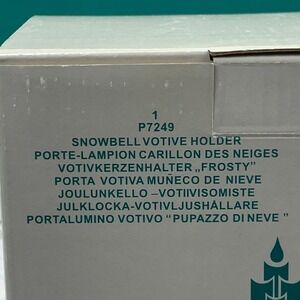 1
P7249
SNOWBELL VOTIVE HOLDER
PORTE-LAMPION CARILLON DES NEIGES
VOTIVKERZENHALTER „FROSTY”
PORTA VOTIVA MUÑECO DE NIEVE
JOULUNKELLO –VOTIIVISOMISTE
JULKLOCKA-VOTIVLJUSHÅLLARE
PORTALUMINO VOTIVO “PUPAZZO DI NEVE ”